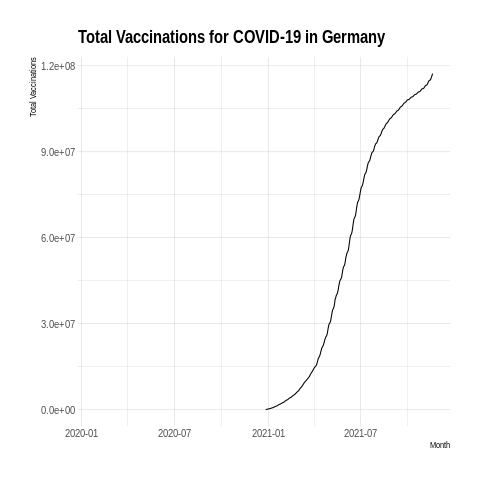 Total Vaccinations for COVID-19 in Germany
Total Vaccinations
1.2e+08
9.0e+07
6.0e+07
3.0e+07
0.0e+00
2020-01 2020-07 2021-01 2021-07
Month